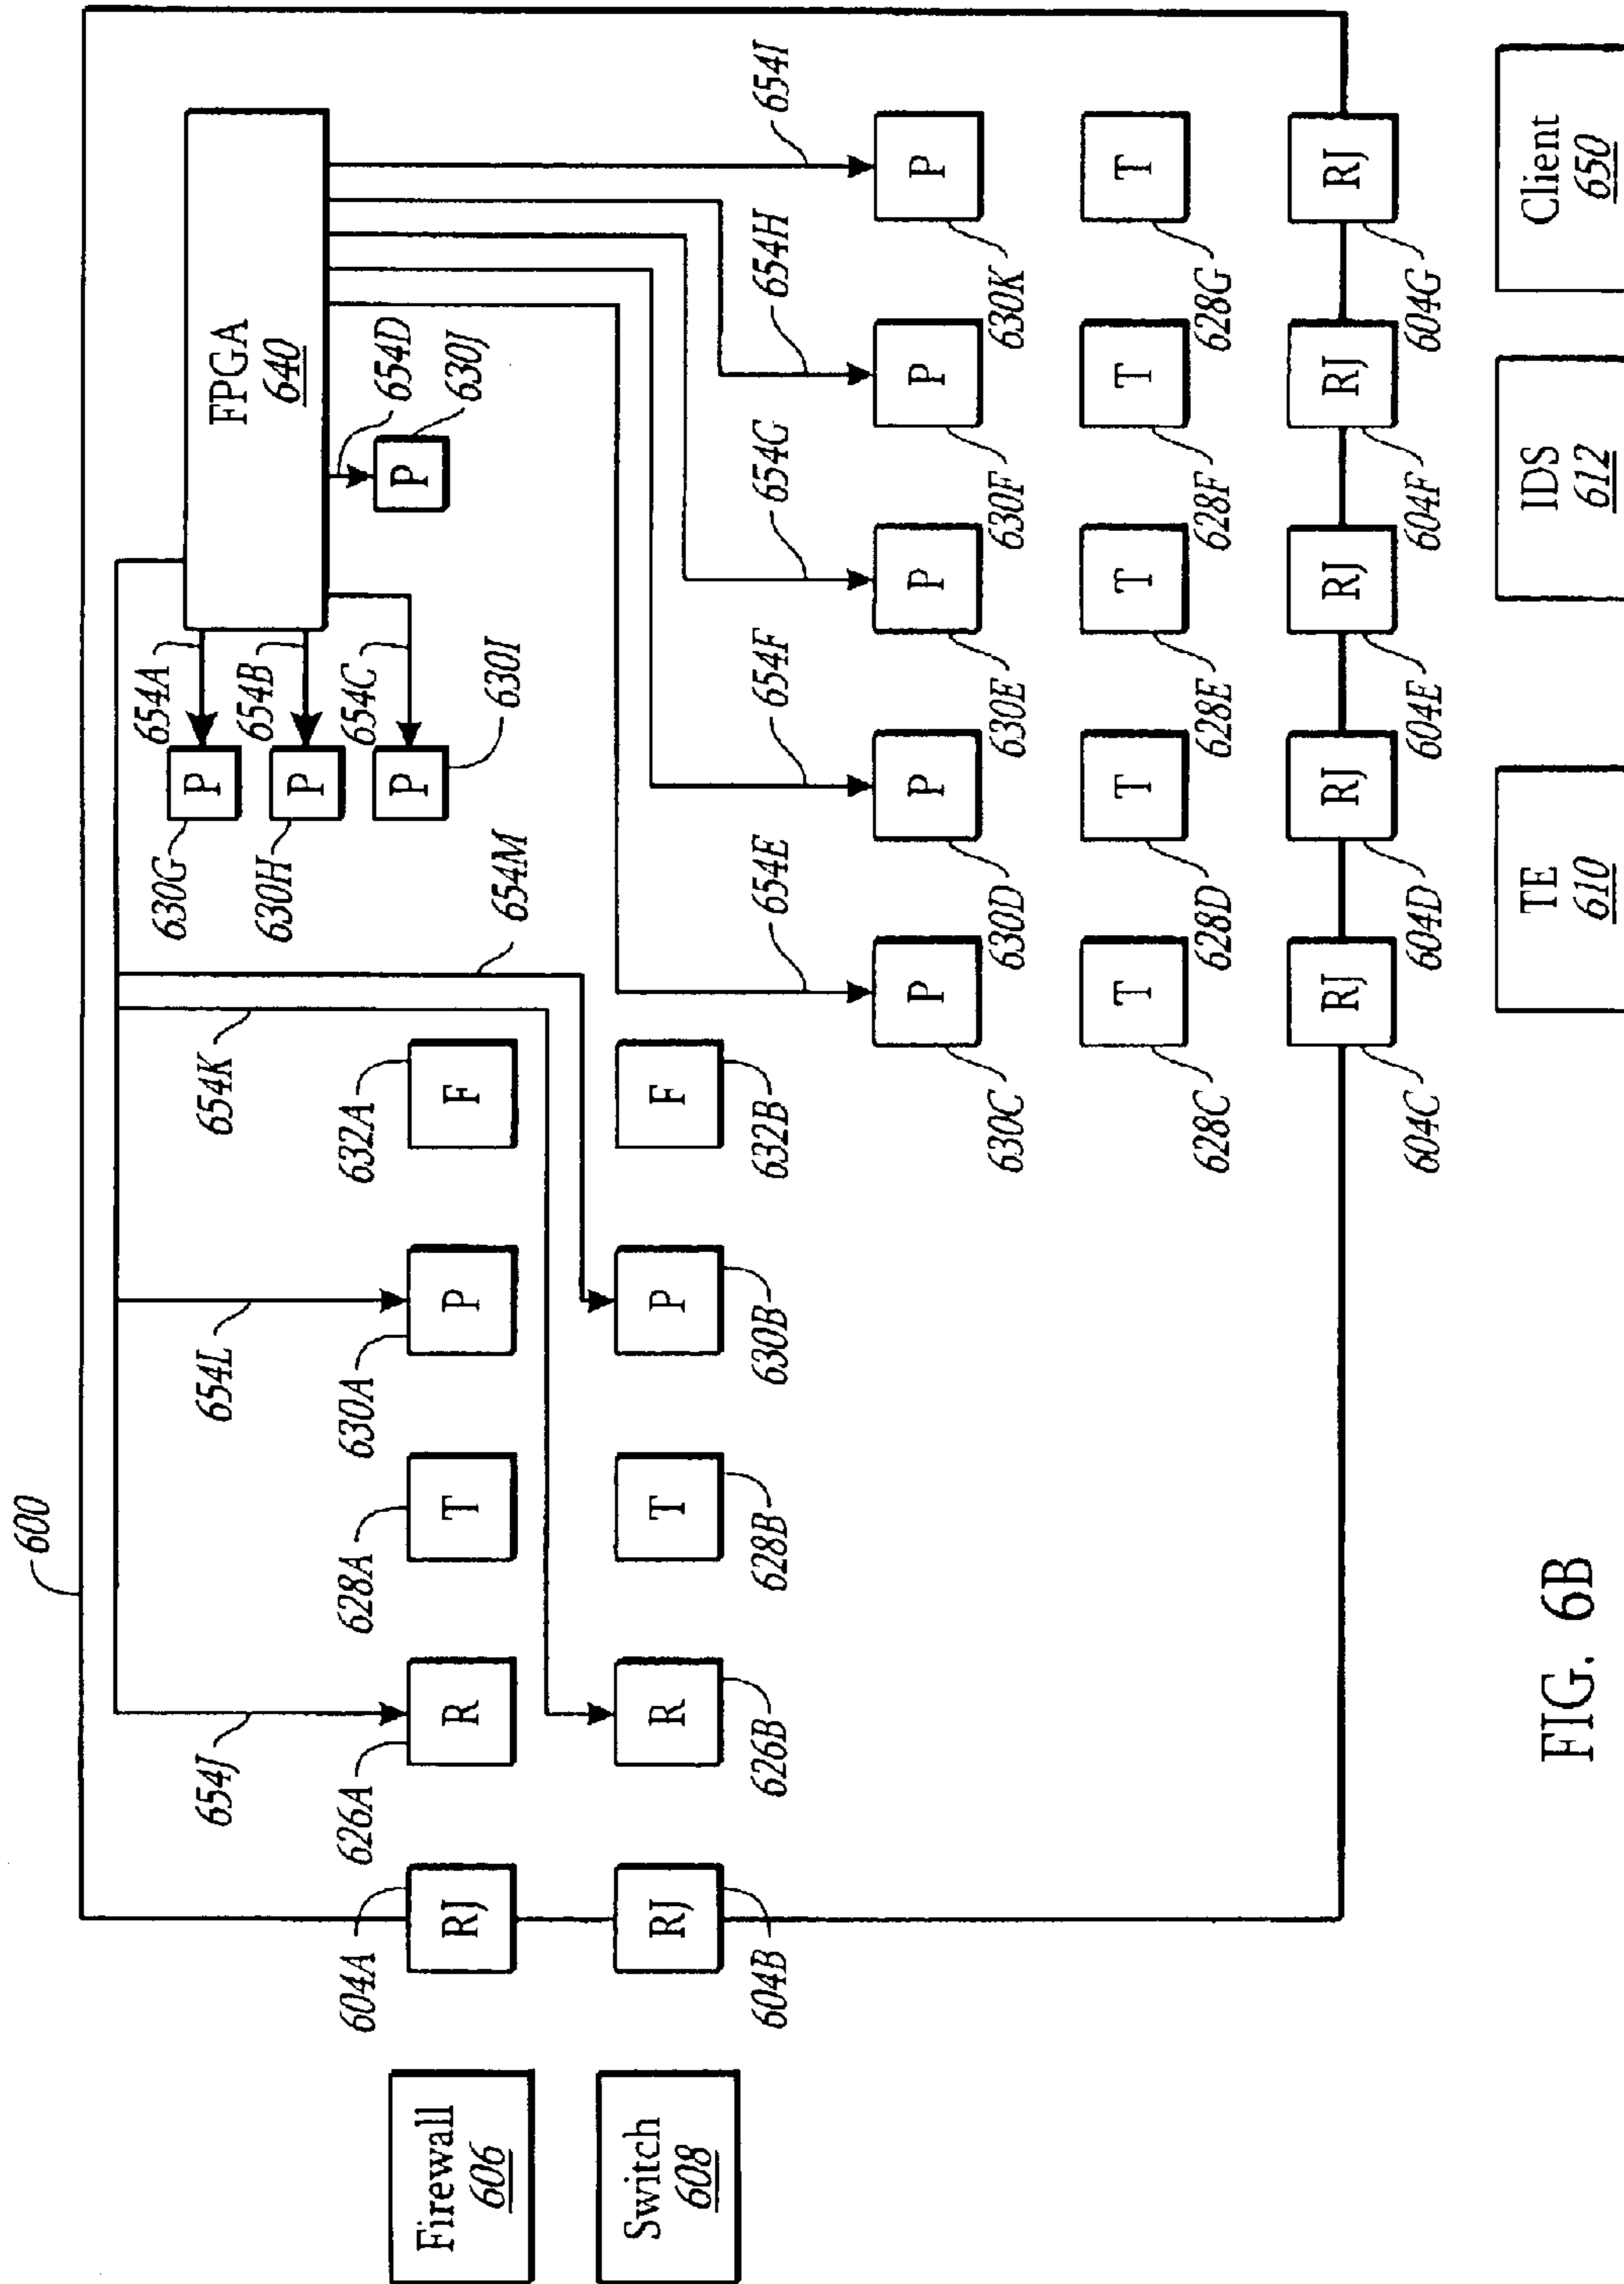 600
FPGA
640
654A
654B
654C
654D
630G
630H
630I
630J
P
P
P
P
654J
654L
654K
654M
604A
626A
628A
630A
632A
RJ
R
T
P
F
RJ
R
T
P
F
604B
626B
628B
630B
632B
Firewall
606
Switch
608
654E
654F
654G
654H
654I
P
P
P
P
P
630C
630D
630E
630F
630K
T
T
T
T
T
628C
628D
628E
628F
628G
RJ
RJ
RJ
RJ
RJ
604C
604D
604E
604F
604G
TE
610
IDS
612
Client
650
FIG. 6B